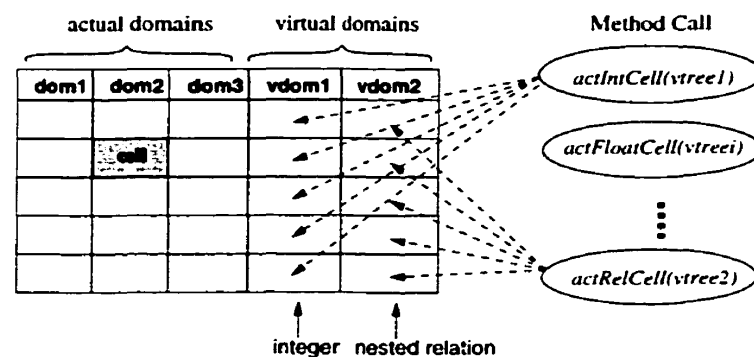 actual domains virtual domains Method Call
dom1 dom2 dom3 vdom1 vdom2
actIntCell(vtree1)
cell
actFloatCell(vtreei)
actRelCell(vtree2)
integer nested relation